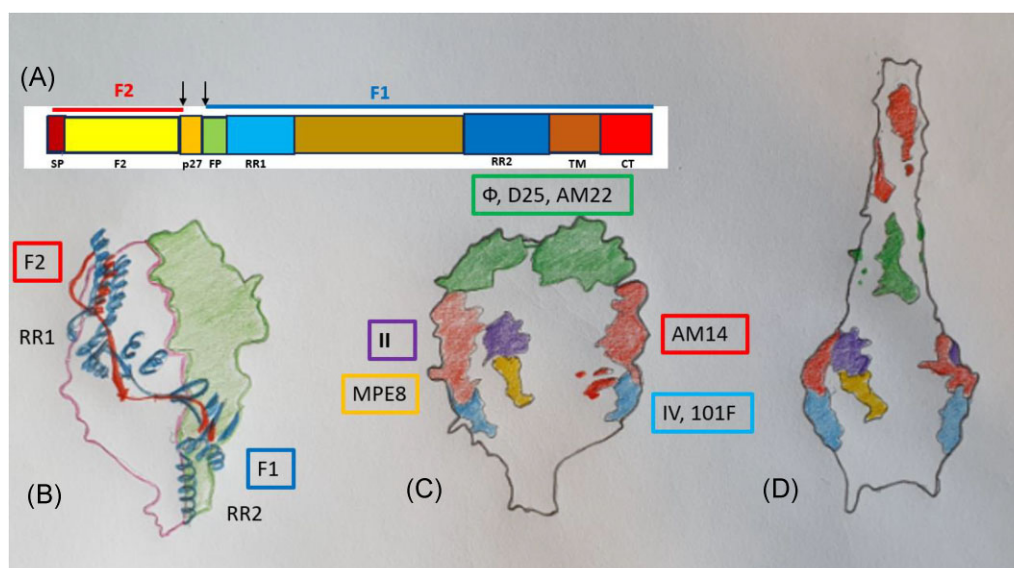 (A)
F2 F1
SP F2 p27 FP RR1 RR2 TM CT
Φ, D25, AM22
F2
RR1
II
AM14
MPE8
IV, 101F
F1
(B) (C) (D)
RR2